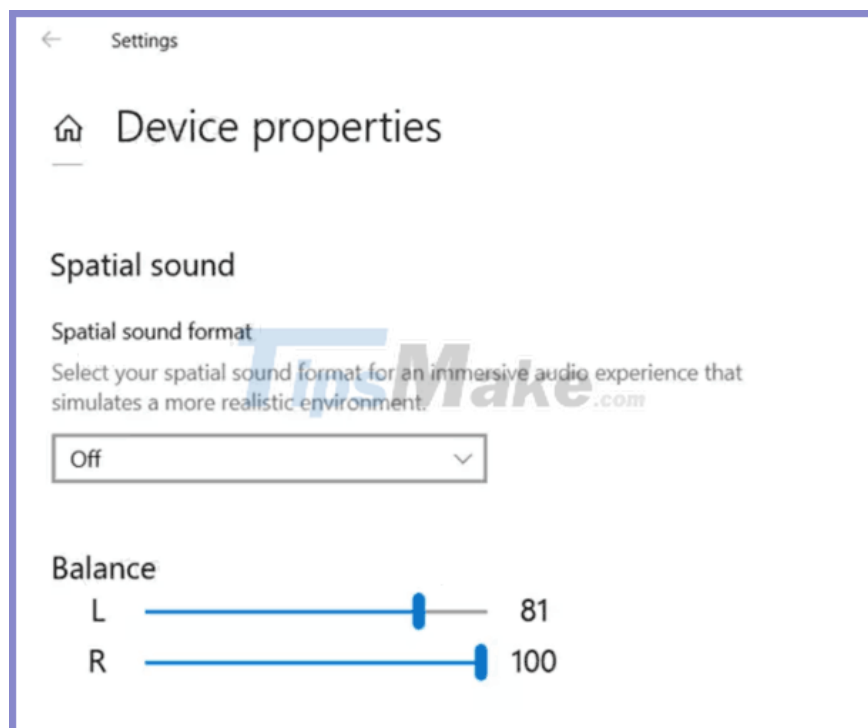 Settings
Device properties
Spatial sound
Spatial sound format
Select your spatial sound format for an immersive audio experience that
simulates a more realistic environment.
TipsMake.com
Off
Balance
L 81
R 100